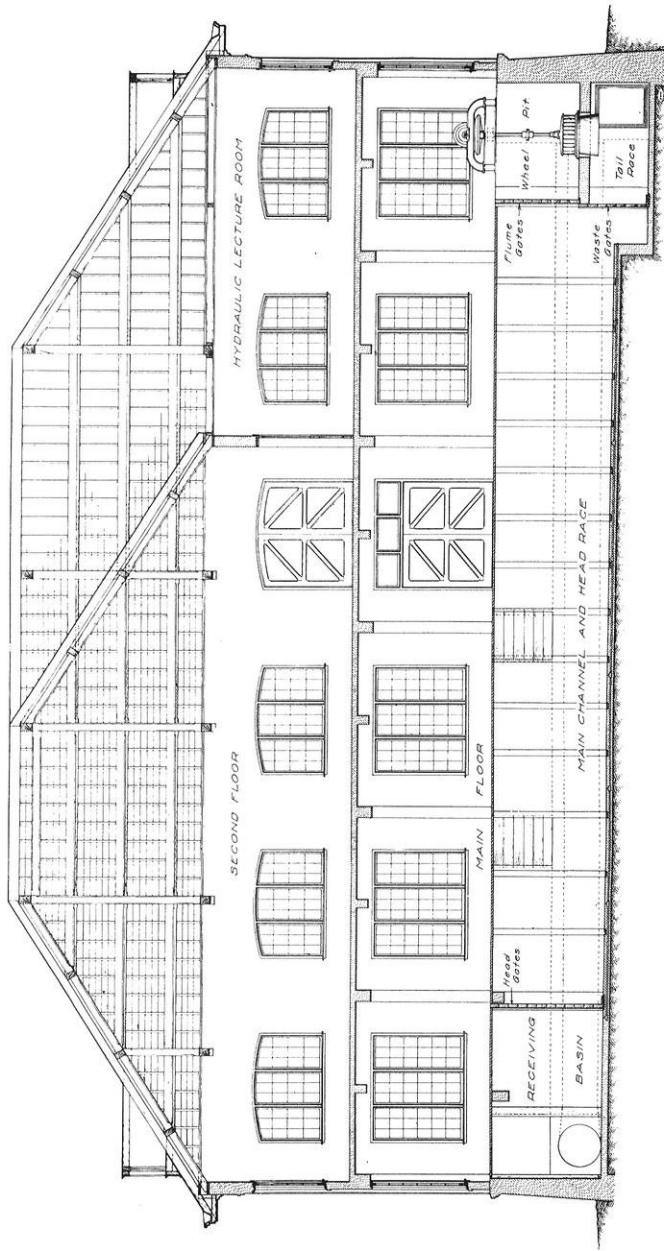 HYDRAULIC LECTURE ROOM
SECOND FLOOR
MAIN FLOOR
Wheel Pit
Flume
Gates
Tail
Race
Waste
Gates
MAIN CHANNEL AND HEAD RACE
Head
Gates
RECEIVING
BASIN